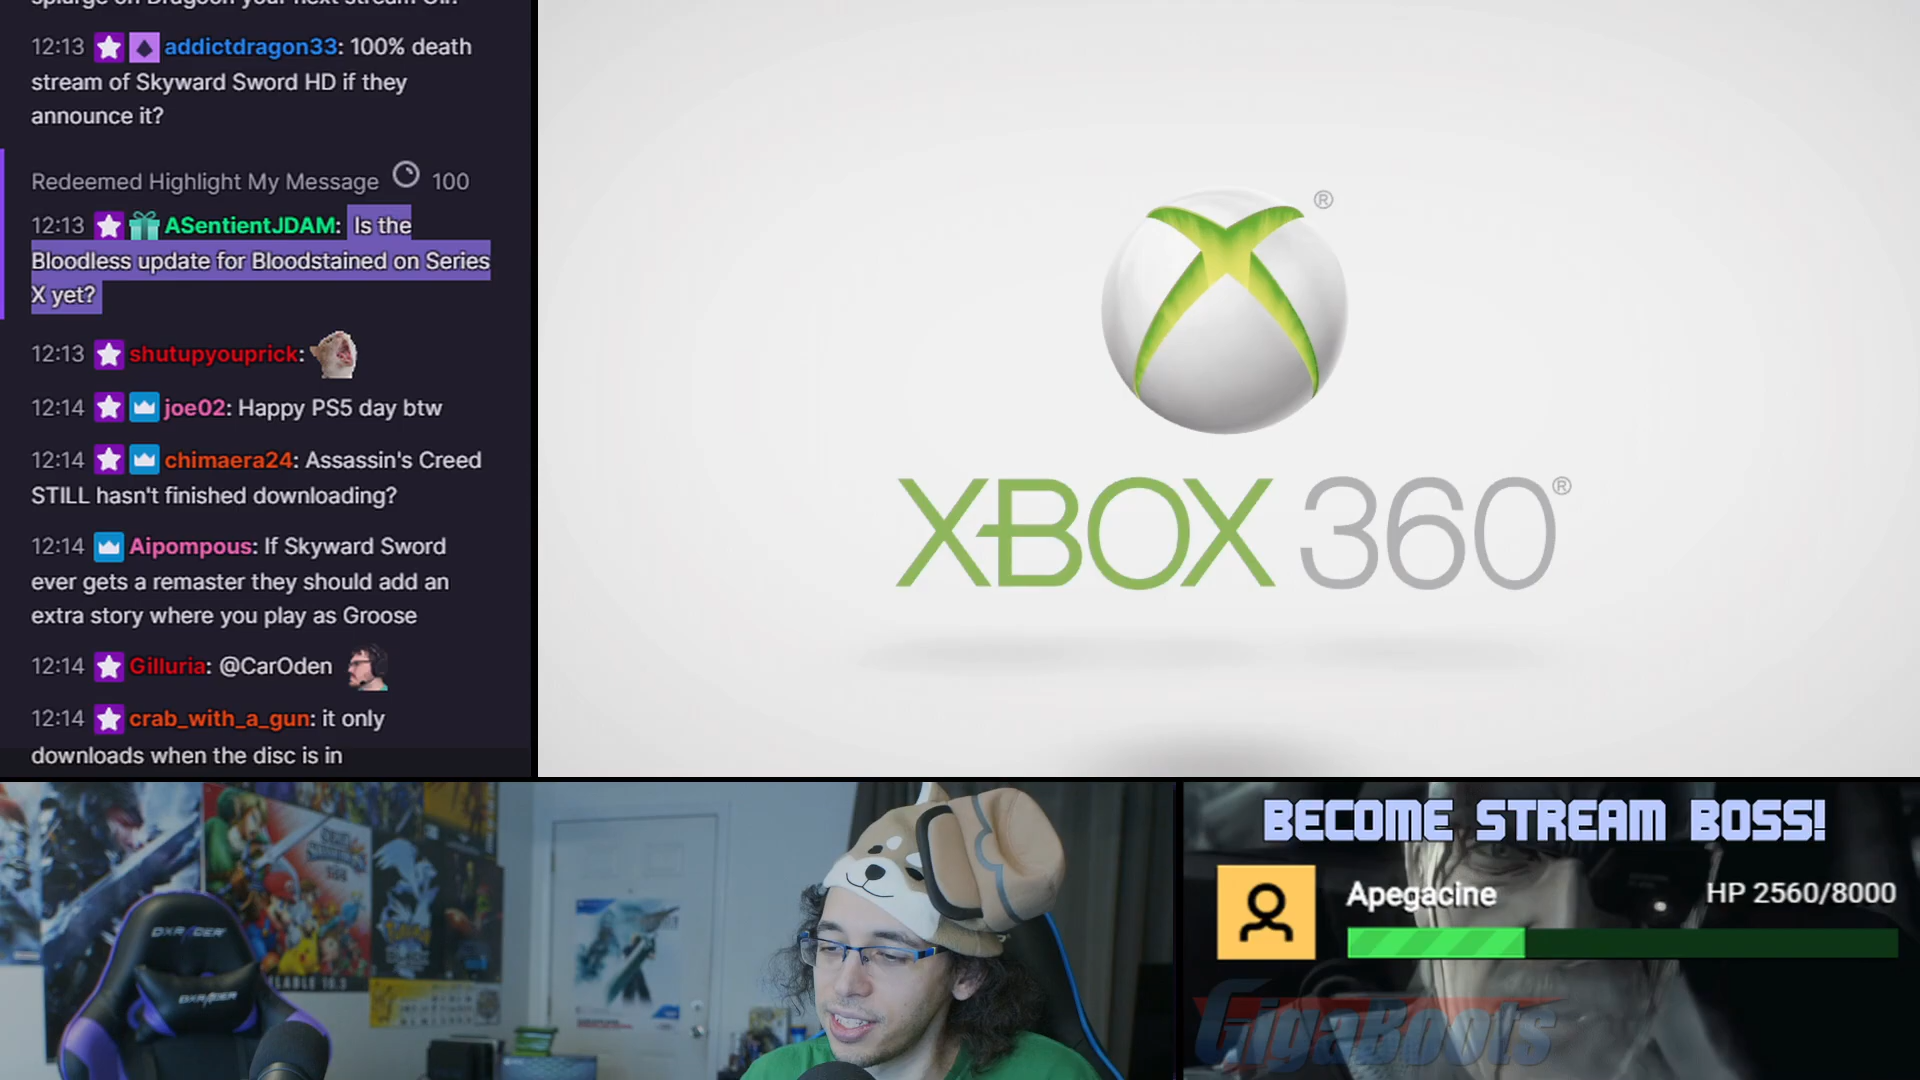 12:13 addictdragon33: 100% death
stream of Skyward Sword HD if they
announce it?
Redeemed Highlight My Message 100
12:13 ASentientJDAM: Is the
Bloodless update for Bloodstained on Series
X yet?
12:13 shutupyouprick:
12:14 joe02: Happy PS5 day btw
12:14 chimaera24: Assassin's Creed
STILL hasn't finished downloading?
12:14 Aipompous: If Skyward Sword
ever gets a remaster they should add an
extra story where you play as Groose
12:14 Gilluria: @CarOden
12:14 crab_with_a_gun: it only
downloads when the disc is in
®
XBOX 360®
DXRACER
DXRACER
BECOME STREAM BOSS!
Apegacine HP 2560/8000
GigaBoots